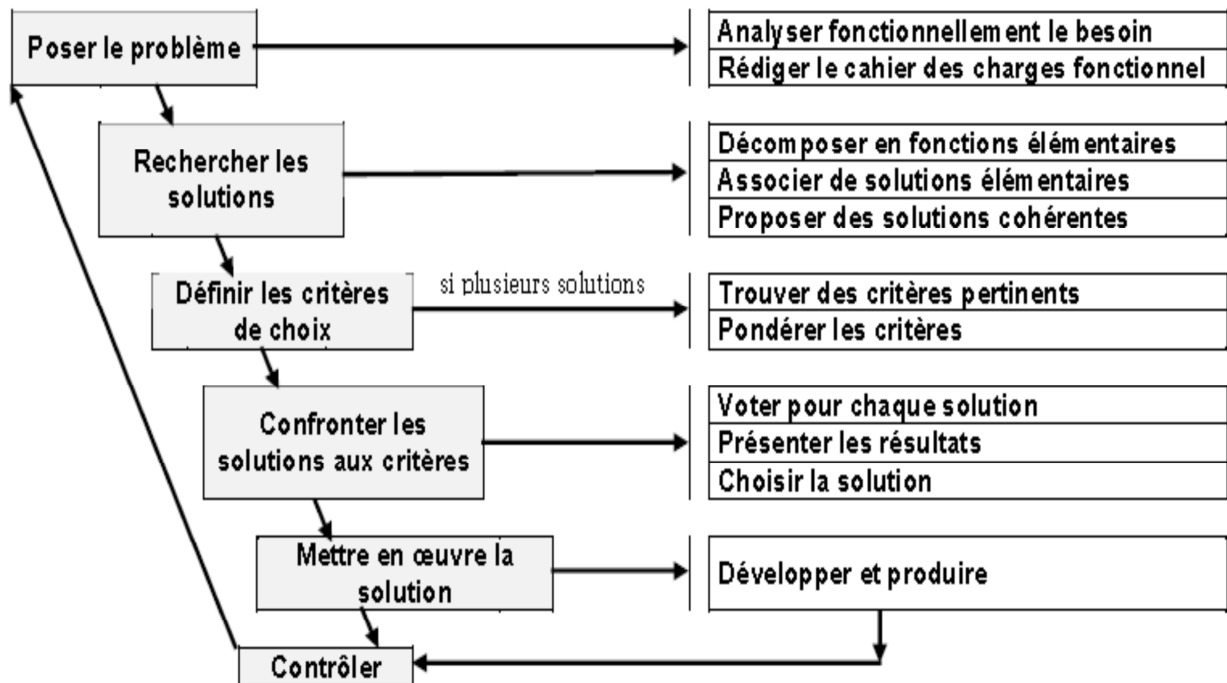 Poser le problème
Analyser fonctionnellement le besoin
Rédiger le cahier des charges fonctionnel
Rechercher les
solutions
Décomposer en fonctions élémentaires
Associer de solutions élémentaires
Proposer des solutions cohérentes
Définir les critères
de choix
si plusieurs solutions
Trouver des critères pertinents
Pondérer les critères
Confronter les
solutions aux critères
Voter pour chaque solution
Présenter les résultats
Choisir la solution
Mettre en œuvre la
solution
Développer et produire
Contrôler